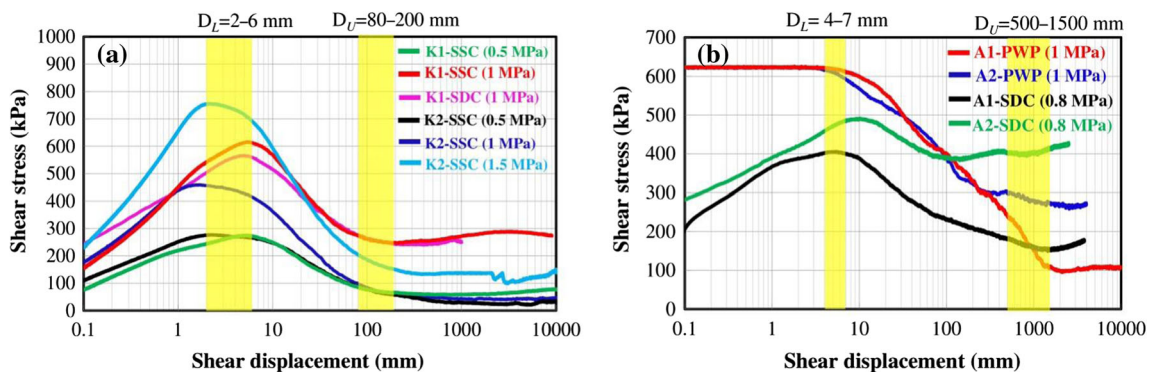 D_L=2–6 mm
D_U=80–200 mm
(a)
1000
900
800
700
600
500
400
300
200
100
0
Shear stress (kPa)
K1-SSC (0.5 MPa)
K1-SSC (1 MPa)
K1-SDC (1 MPa)
K2-SSC (0.5 MPa)
K2-SSC (1 MPa)
K2-SSC (1.5 MPa)
0.1
1
10
100
1000
10000
Shear displacement (mm)
D_L= 4–7 mm
D_U=500–1500 mm
(b)
700
600
500
400
300
200
100
0
Shear stress (kPa)
A1-PWP (1 MPa)
A2-PWP (1 MPa)
A1-SDC (0.8 MPa)
A2-SDC (0.8 MPa)
0.1
1
10
100
1000
10000
Shear displacement (mm)